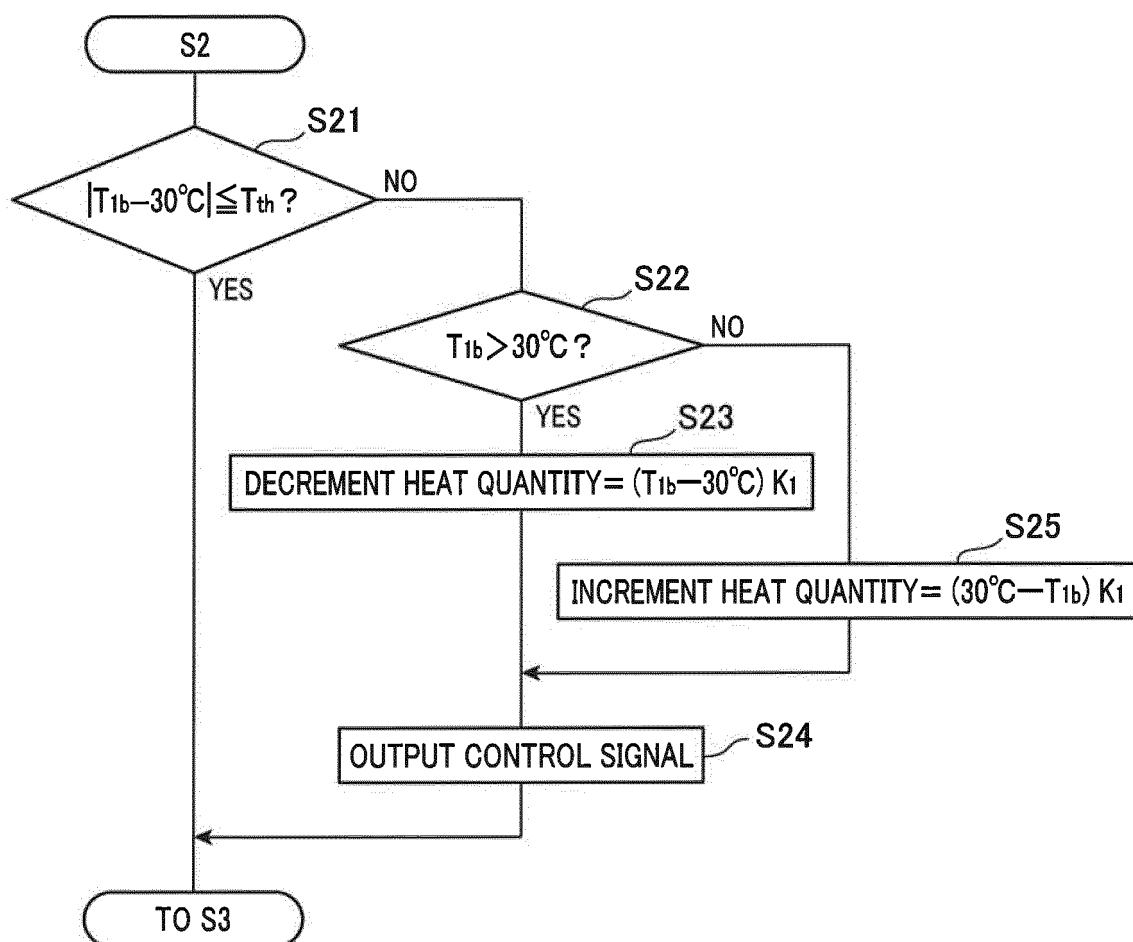 S2
S21
|T1b−30℃|≦Tth?
NO
YES
S22
T1b>30℃?
NO
YES
S23
DECREMENT HEAT QUANTITY=(T1b−30℃)K1
S25
INCREMENT HEAT QUANTITY=(30℃−T1b)K1
OUTPUT CONTROL SIGNAL
S24
TO S3